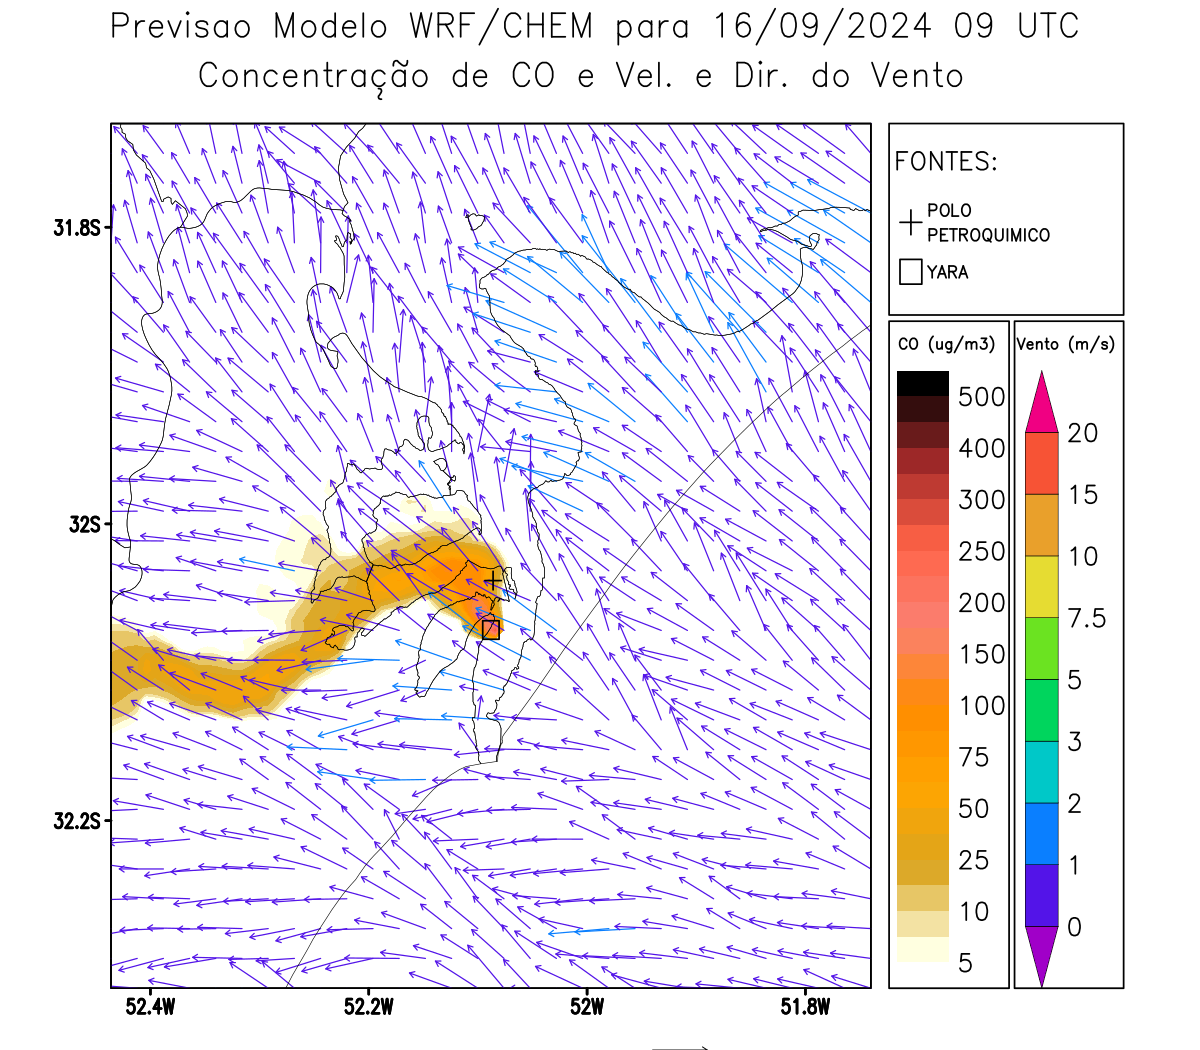 Previsao Modelo WRF/CHEM para 16/09/2024 09 UTC
Concentração de CO e Vel. e Dir. do Vento
FONTES:
POLO
PETROQUIMICO
YARA
CO (ug/m3)
Vento (m/s)
500
400
300
250
200
150
100
75
50
25
10
5
20
15
10
7.5
5
3
2
1
0
31.8S
32S
32.2S
52.4W
52.2W
52W
51.8W